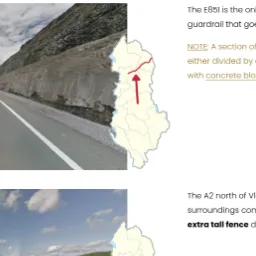 The E851 is the on
guardrail that goe
NOTE: A section of
either divided by
with concrete blo
The A2 north of Vl
surroundings con
extra tall fence d